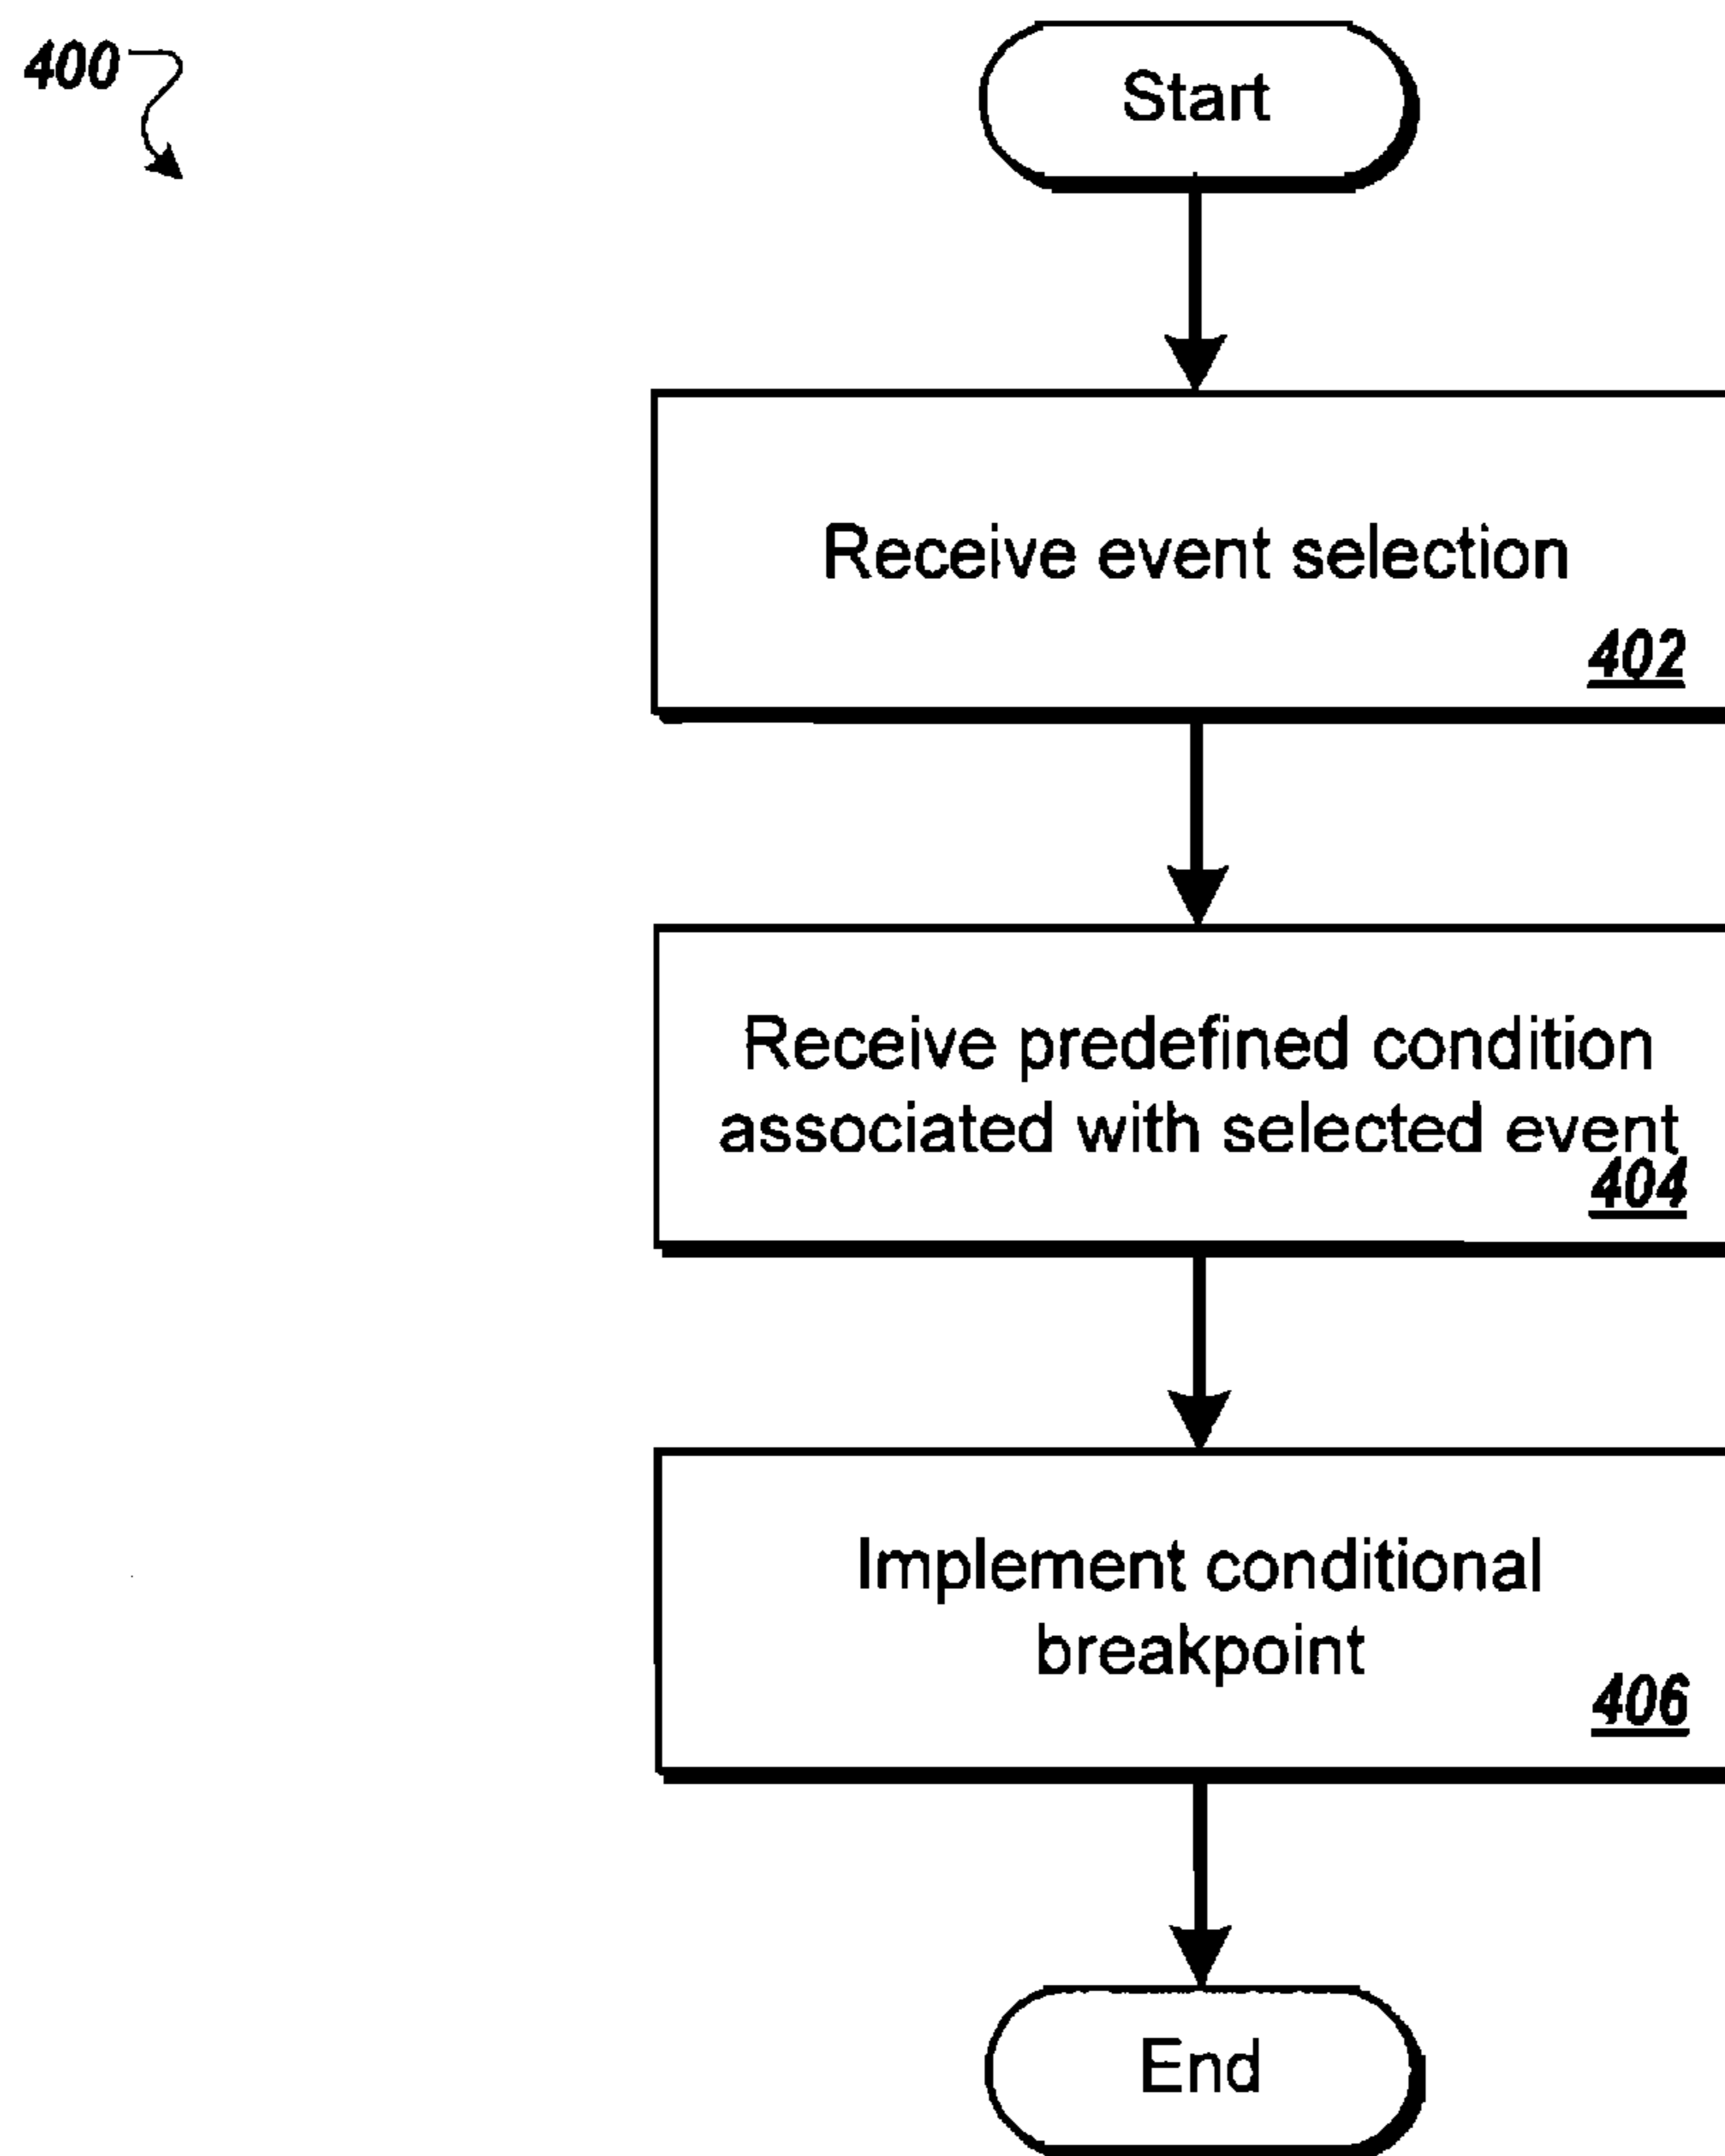 400
Start
Receive event selection
402
Receive predefined condition
associated with selected event
404
Implement conditional
breakpoint
406
End